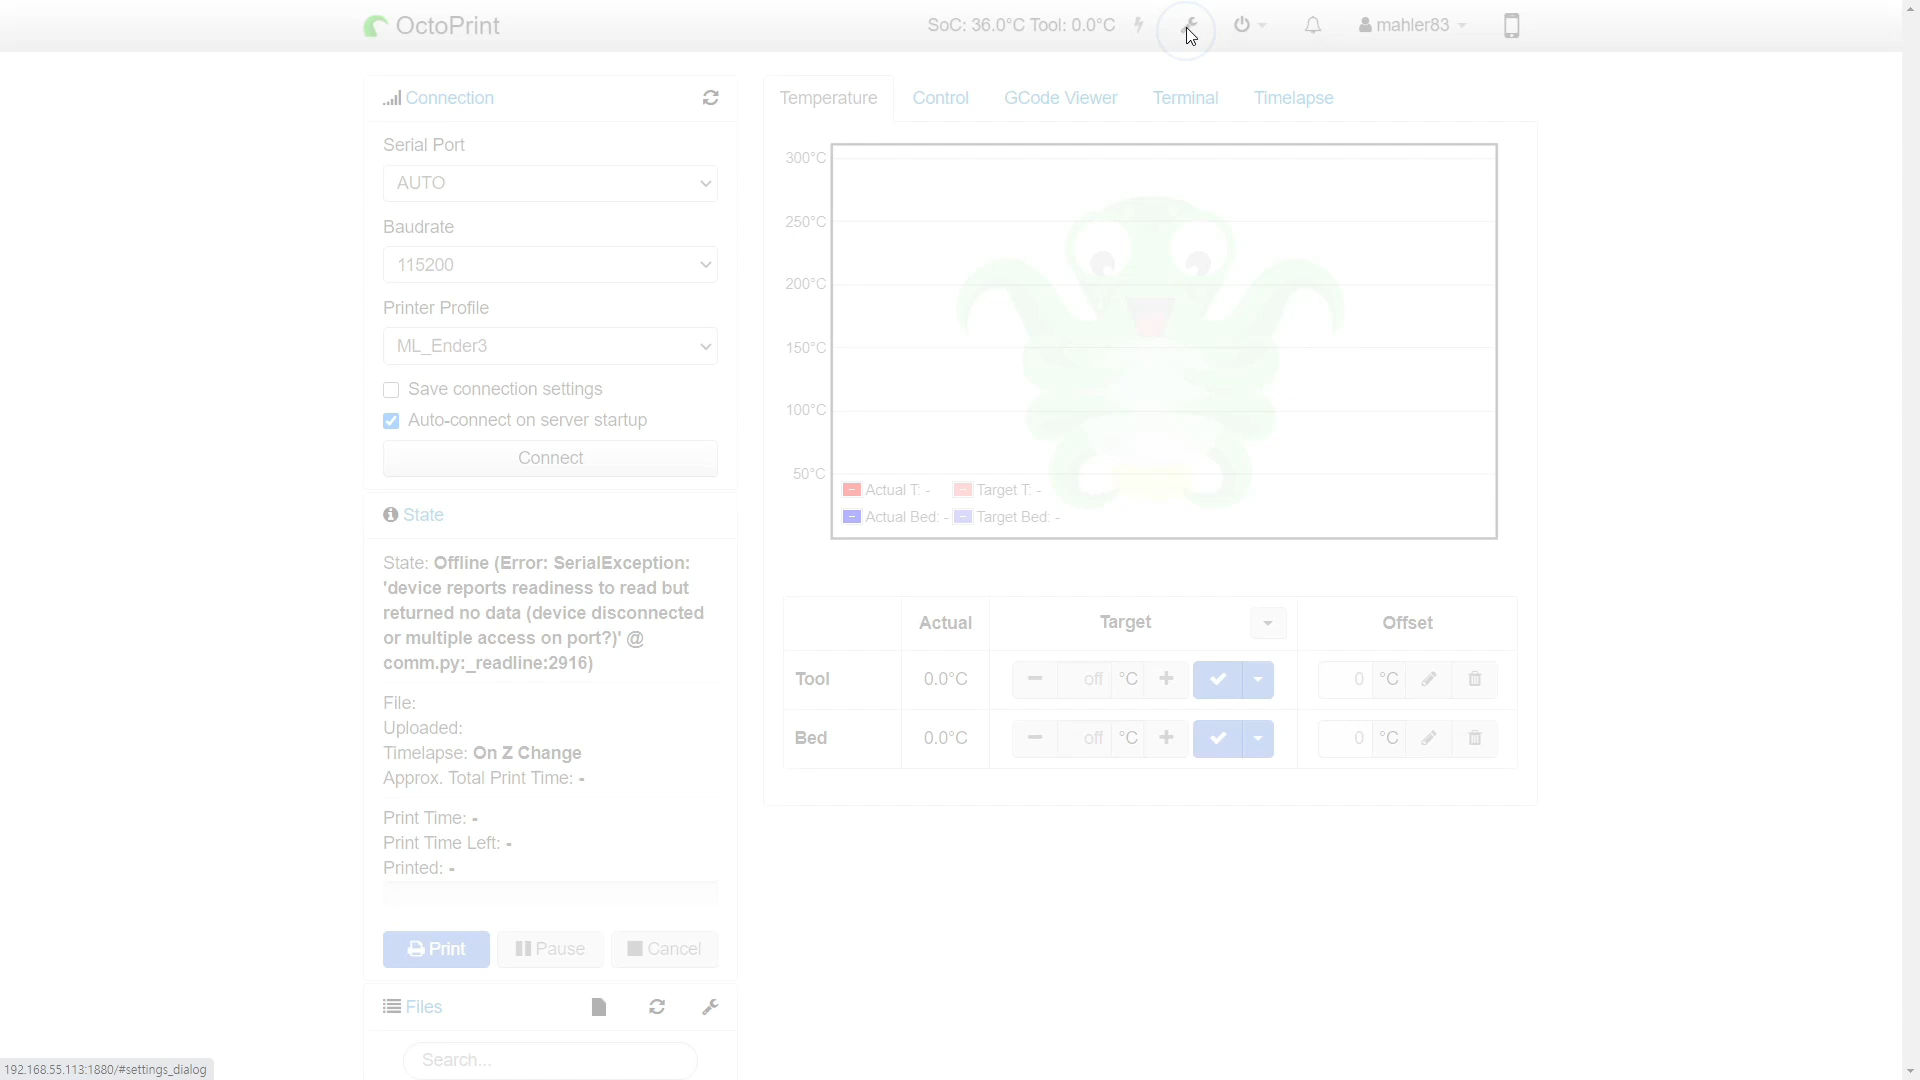 OctoPrint
SoC: 36.0°C Tool: 0.0°C
mahler83
Connection
Serial Port
AUTO
Baudrate
115200
Printer Profile
ML_Ender3
Save connection settings
Auto-connect on server startup
Connect
State
State: Offline (Error: SerialException:
'device reports readiness to read but
returned no data (device disconnected
or multiple access on port?)' @
comm.py:_readline:2916)
File:
Uploaded:
Timelapse: On Z Change
Approx. Total Print Time: -
Print Time: -
Print Time Left: -
Printed: -
Print
Pause
Cancel
Files
Search...
Temperature
Control
GCode Viewer
Terminal
Timelapse
300°C
250°C
200°C
150°C
100°C
50°C
Actual T: -
Target T: -
Actual Bed: -
Target Bed: -
Actual
Target
Offset
Tool
0.0°C
off
°C
0
°C
Bed
0.0°C
off
°C
0
°C
192.168.55.113:1880/#settings_dialog